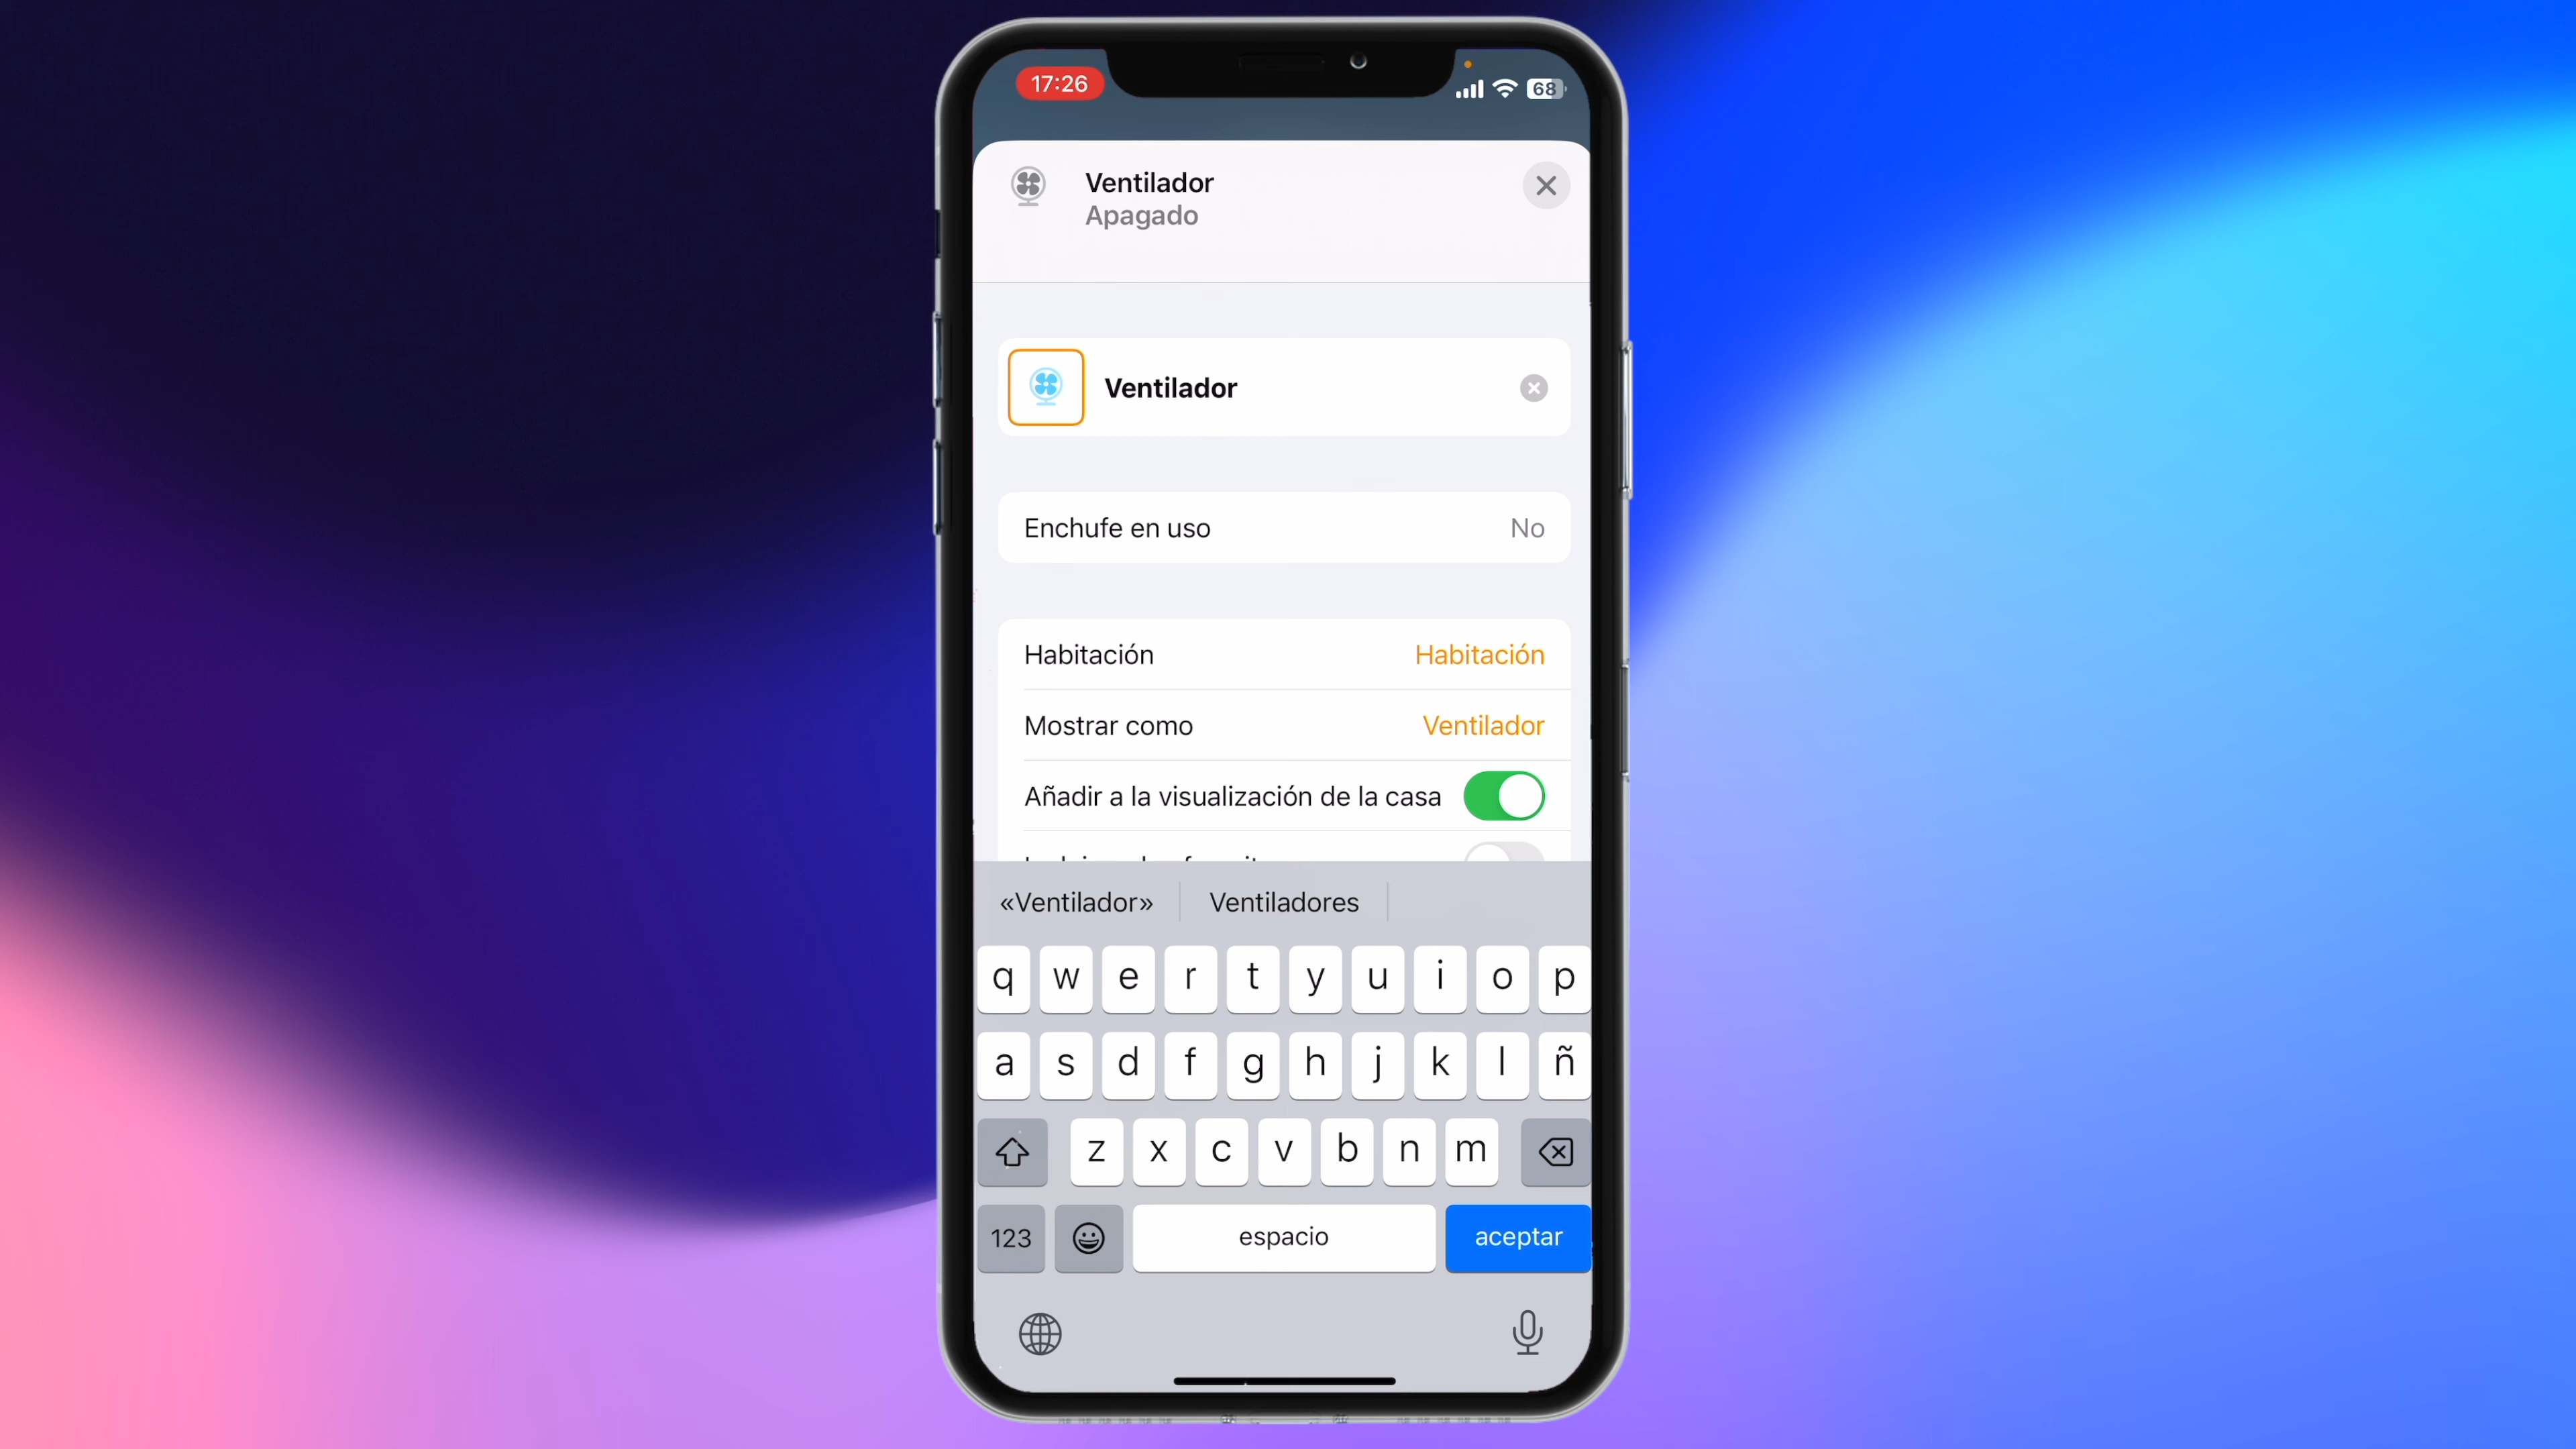 17:26
68
Ventilador
Apagado
Ventilador
Enchufe en uso No
Habitación Habitación
Mostrar como Ventilador
Añadir a la visualización de la casa
«Ventilador» Ventiladores
q w e r t y u i o p
a s d f g h j k l ñ
z x c v b n m
123 espacio aceptar